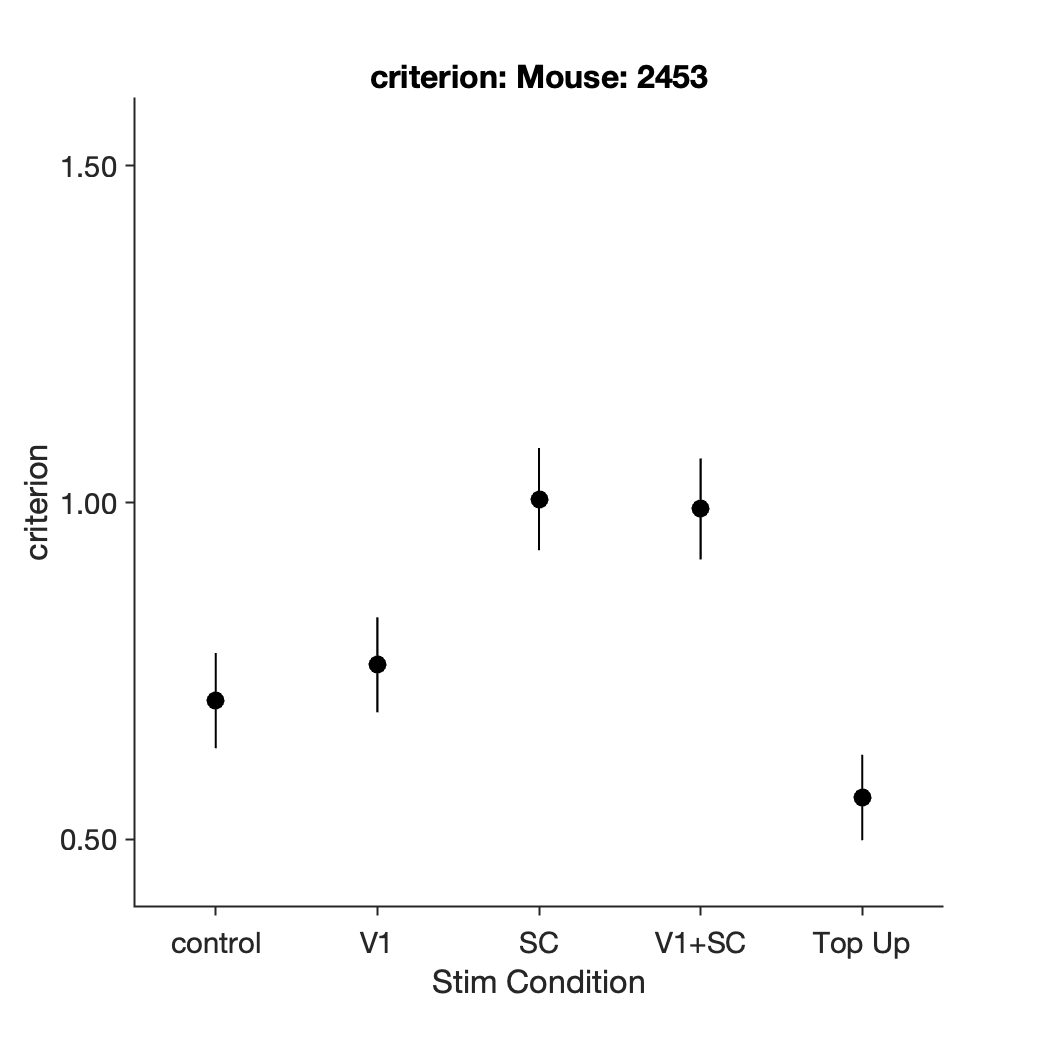 criterion: Mouse: 2453
1.50
1.00
0.50
criterion
control V1 SC V1+SC Top Up
Stim Condition